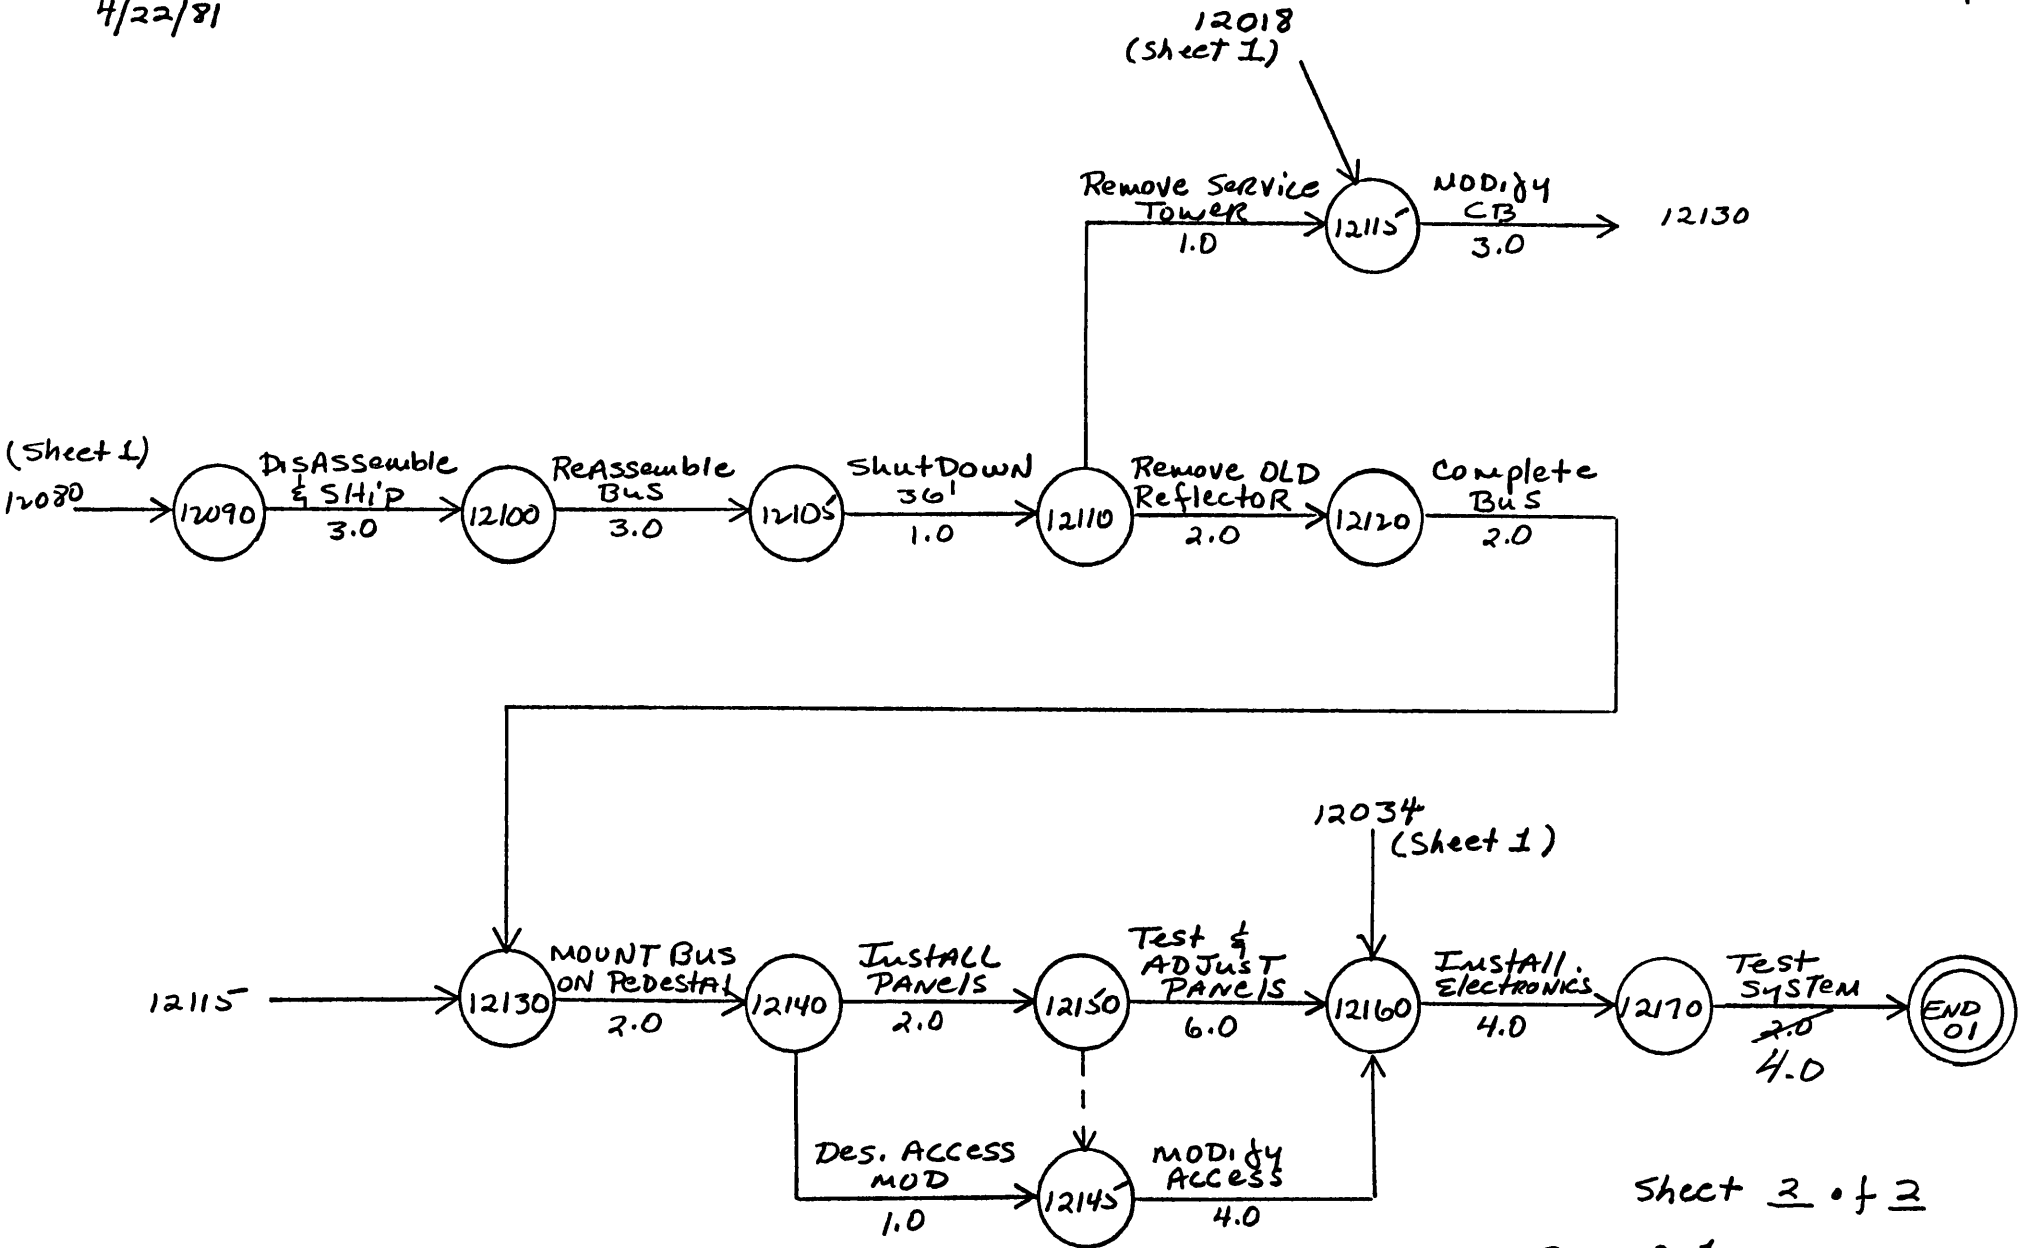 4/22/81
12018
(Sheet 1)
Remove Service
Tower
1.0
12115
Modify
CB
3.0
12130
(Sheet 1)
12080
12090
DisAssemble
& SHip
3.0
12100
ReAssemble
Bus
3.0
12105
ShutDown
36'
1.0
12110
Remove OLD
ReflectoR
2.0
12120
Complete
Bus
2.0
12034
(Sheet 1)
12115
12130
MOUNT BUS
ON PedestAl
2.0
12140
InstALL
PANels
2.0
12150
Test &
ADJUST
PANels
6.0
12160
Install.
Electronics
4.0
12170
Test
System
2.0
4.0
END
01
Des. Access
MOD
1.0
12145
Modify
Access
4.0
Sheet 2 of 2